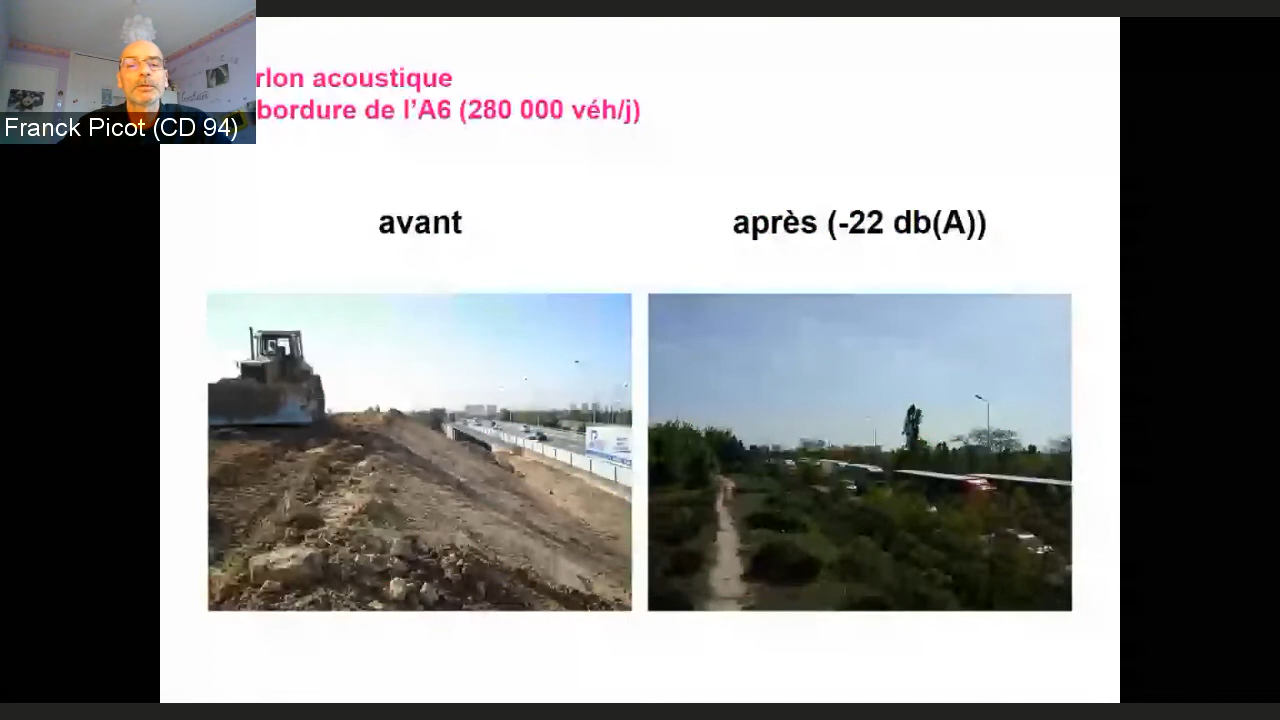 rlon acoustique
bordure de l'A6 (280 000 véh/j)
Franck Picot (CD 94)
avant
après (-22 db(A))